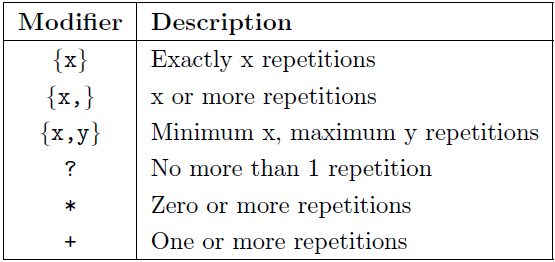 Modifier Description
{x} Exactly x repetitions
{x,} x or more repetitions
{x,y} Minimum x, maximum y repetitions
? No more than 1 repetition
* Zero or more repetitions
+ One or more repetitions